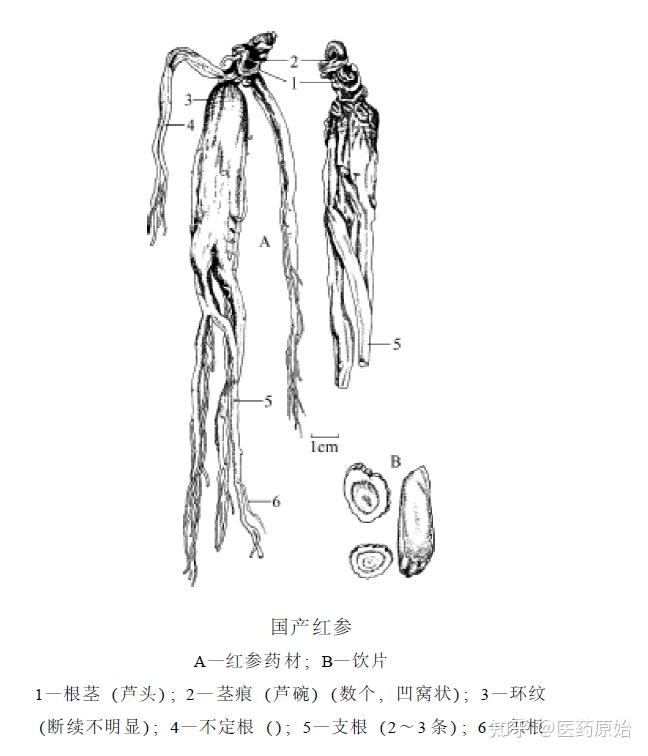 2
1
3
4
A
5
5
1cm
B
6
国产红参
A—红参药材；B—饮片
1—根茎（芦头）；2—茎痕（芦碗）（数个，凹窝状）；3—环纹
（断续不明显）；4—不定根（）；5—支根（2～3条）；6—
知乎 @医药原始